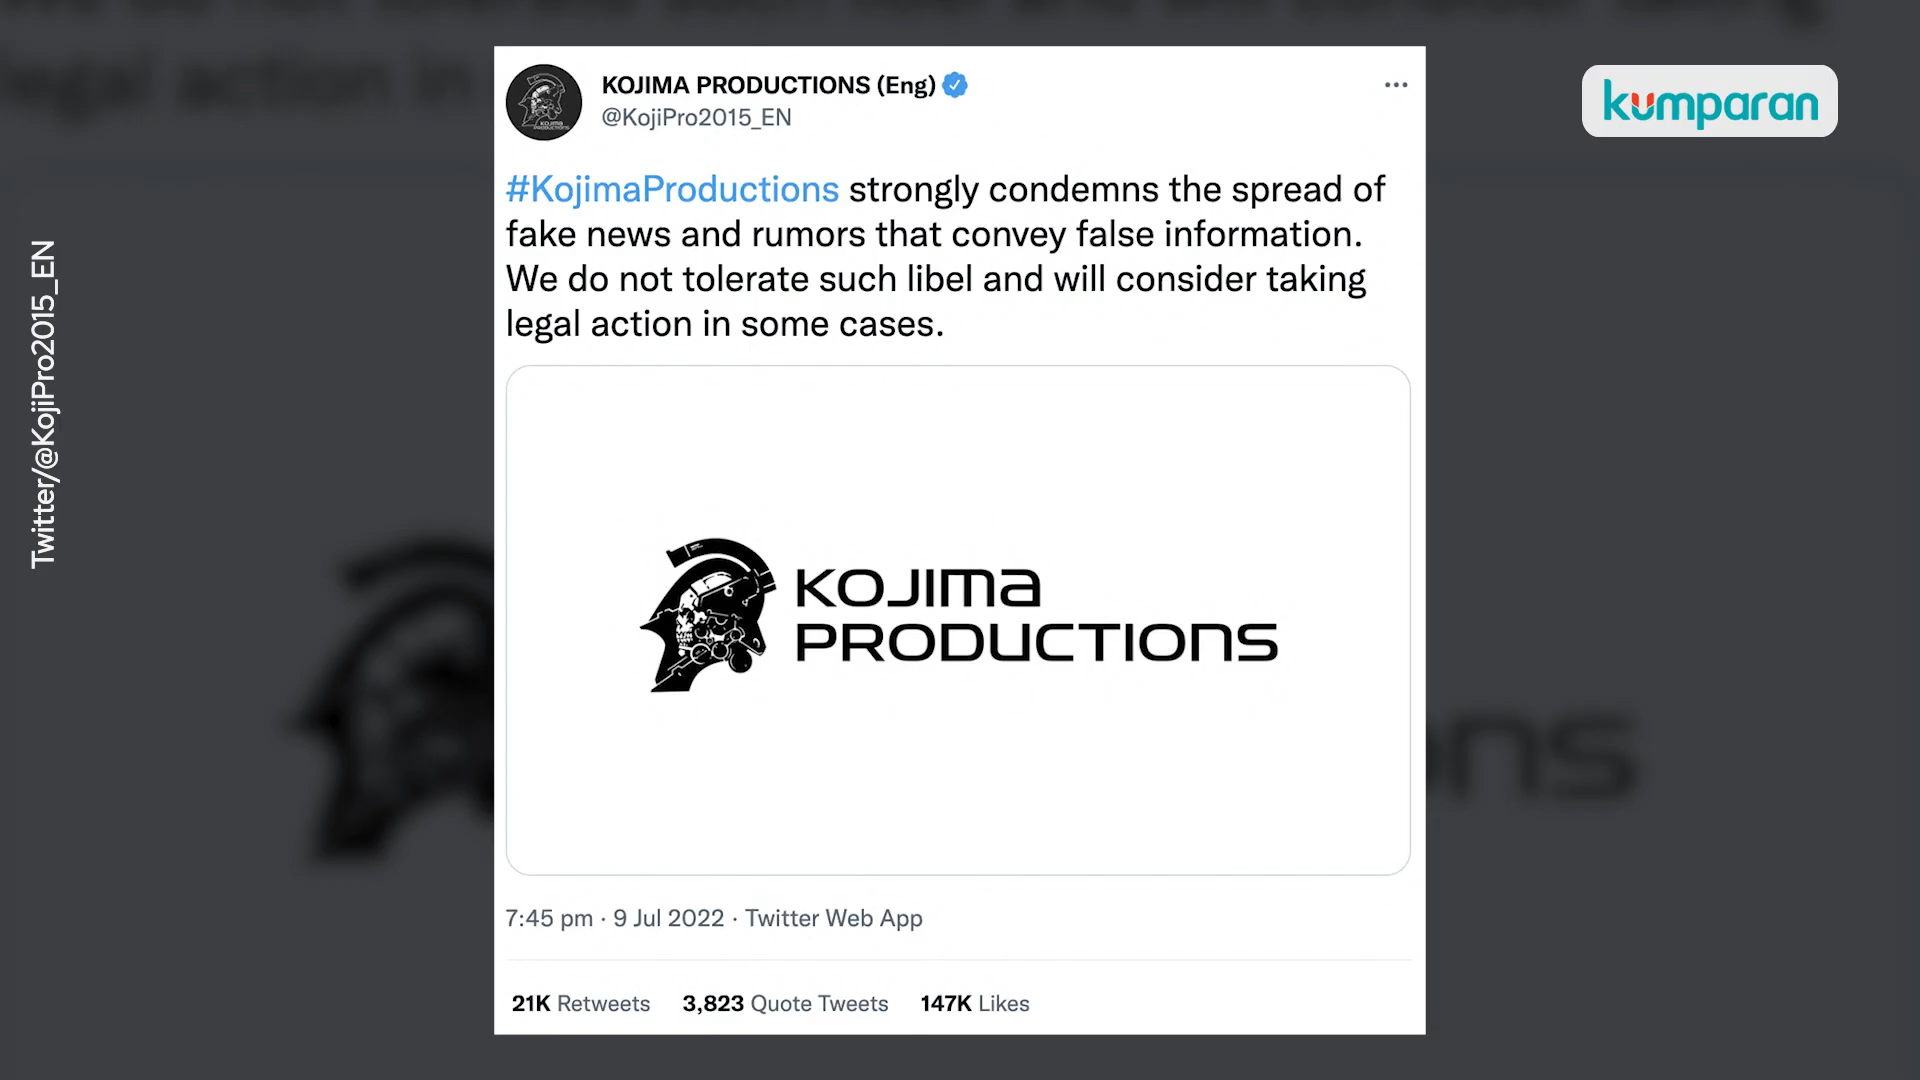 KOJIMA PRODUCTIONS (Eng)
@KojiPro2015_EN
kumparan
#KojimaProductions strongly condemns the spread of
fake news and rumors that convey false information.
We do not tolerate such libel and will consider taking
legal action in some cases.
Twitter/@KojiPro2015_EN
KOJIMA
PRODUCTIONS
7:45 pm · 9 Jul 2022 · Twitter Web App
21K Retweets 3,823 Quote Tweets 147K Likes